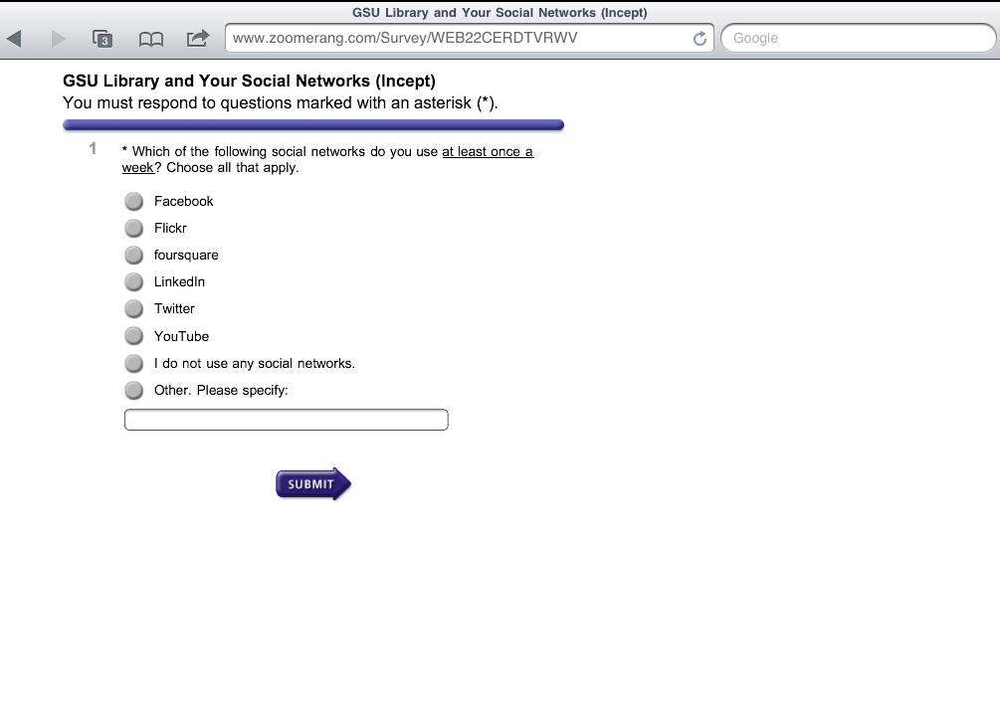 GSU Library and Your Social Networks (Incept)
3
www.zoomerang.com/Survey/WEB22CERDTVRWV
Google
GSU Library and Your Social Networks (Incept)
You must respond to questions marked with an asterisk (*).
1
* Which of the following social networks do you use at least once a
week? Choose all that apply.
Facebook
Flickr
foursquare
LinkedIn
Twitter
YouTube
I do not use any social networks.
Other. Please specify:
SUBMIT